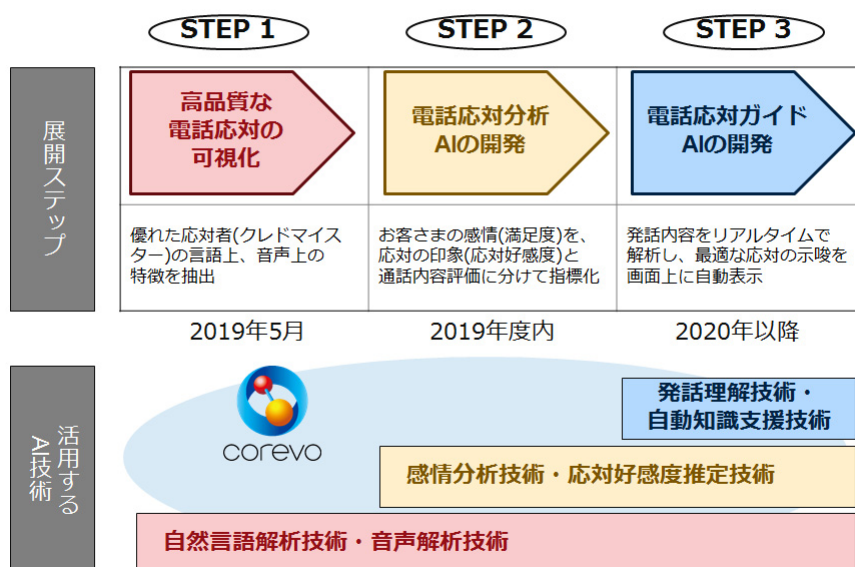 STEP 1
STEP 2
STEP 3
展開ステップ
高品質な
電話応対の
可視化
電話応対分析
AIの開発
電話応対ガイド
AIの開発
優れた応対者(クレドマイス
ター)の言語上、音声上の
特徴を抽出
お客さまの感情(満足度)を、
応対の印象(応対好感度)と
通話内容評価に分けて指標化
発話内容をリアルタイムで
解析し、最適な応対の示唆を
画面上に自動表示
2019年5月
2019年度内
2020年以降
活用する
AI技術
corevo
発話理解技術・
自動知識支援技術
感情分析技術・応対好感度推定技術
自然言語解析技術・音声解析技術